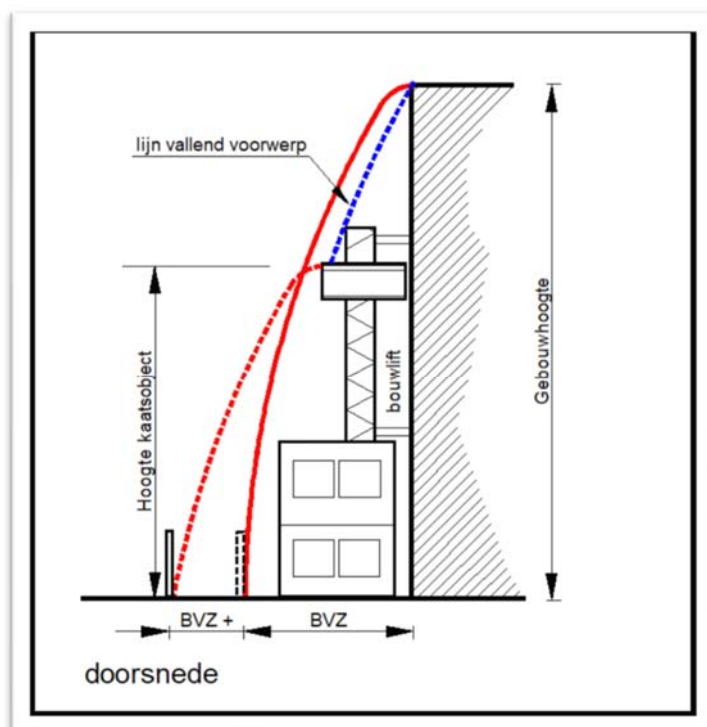 lijn vallend voorwerp
Hoogte kaatsobject
bouwlift
Gebouwhoogte
BVZ +
BVZ
doorsnede